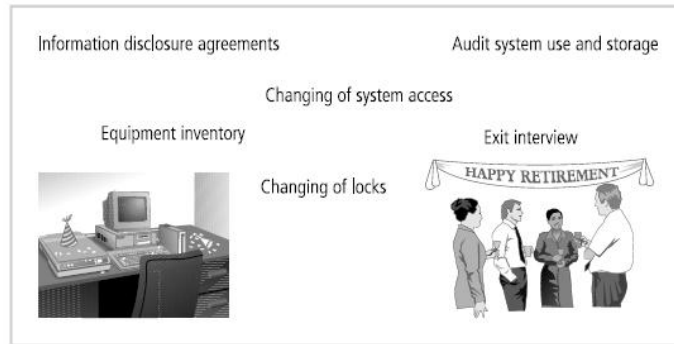 Information disclosure agreements
Audit system use and storage
Changing of system access
Equipment inventory
Exit interview
Changing of locks
HAPPY RETIREMENT